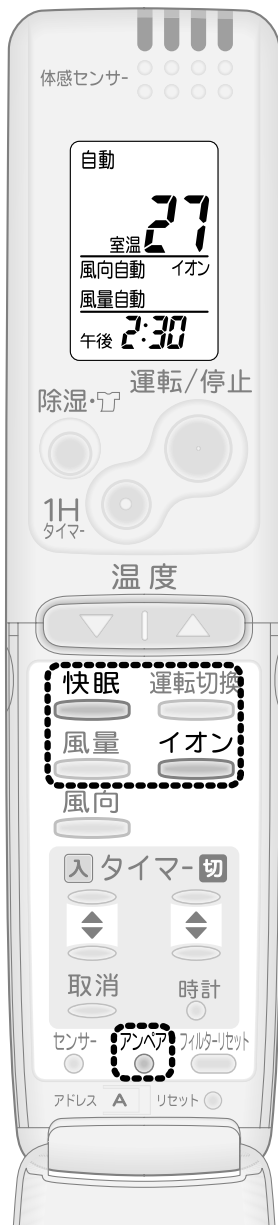 体感センサー
自動
室温27
風向自動 イオン
風量自動
午後 2:30
運転/停止
除湿・
1H
タイマー
温度
快眠 運転切換
風量 イオン
風向
入 タイマー 切
取消 時計
センサー アンペア フィルターリセット
アドレス A リセット